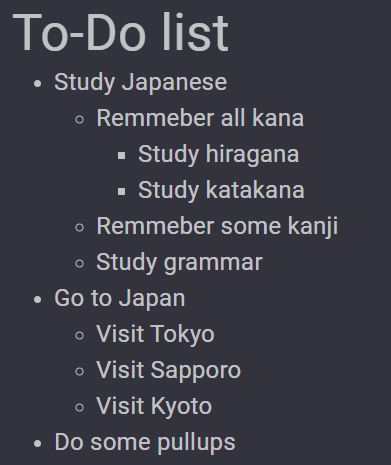 To-Do list
Study Japanese
Remmeber all kana
Study hiragana
Study katakana
Remmeber some kanji
Study grammar
Go to Japan
Visit Tokyo
Visit Sapporo
Visit Kyoto
Do some pullups